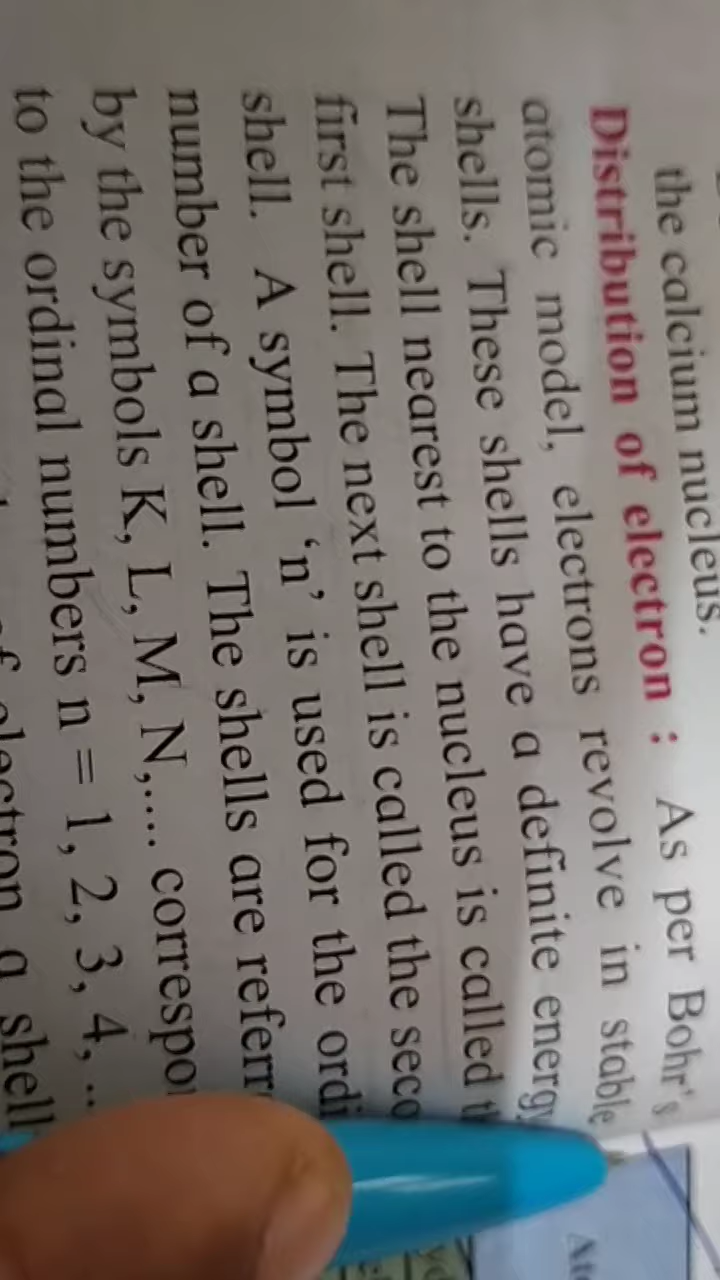 the calcium nucleus.
Distribution of electron : As per Bohr's
atomic model, electrons revolve in stable
shells. These shells have a definite energy
The shell nearest to the nucleus is called
first shell. The next shell is called the seco
shell. A symbol ‘n’ is used for the ordi
number of a shell. The shells are referr
by the symbols K, L, M, N,.... correspo
to the ordinal numbers n = 1, 2, 3, 4, ..
electron a shell